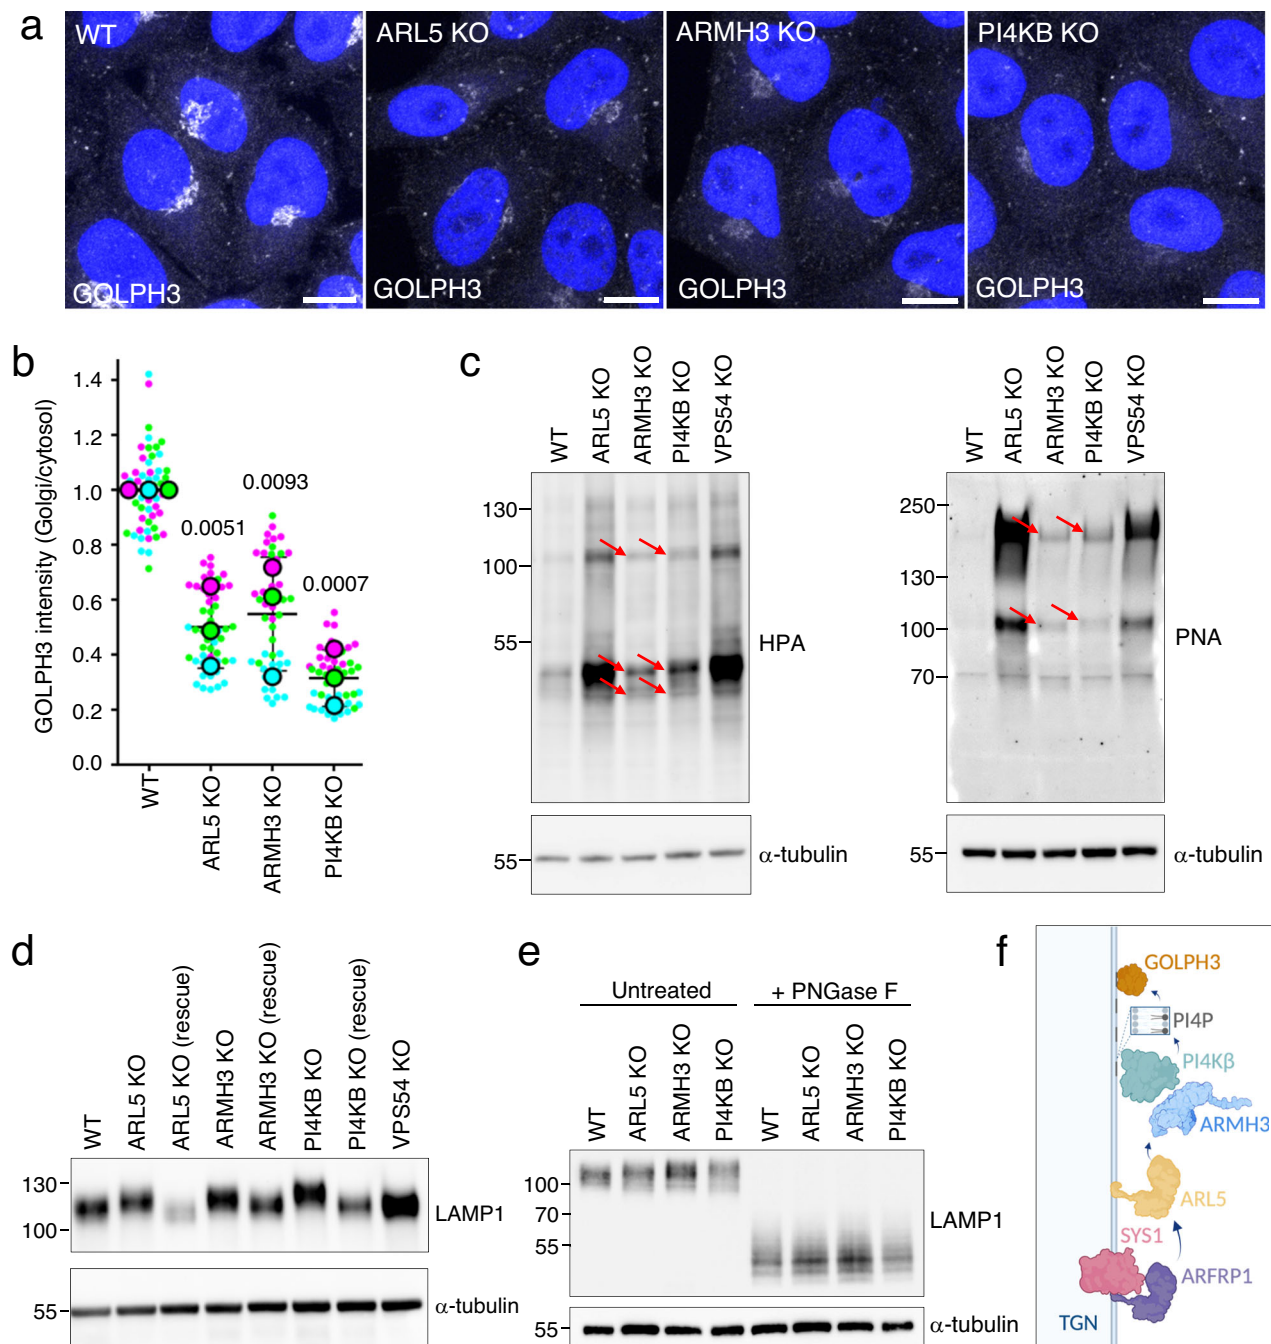 a
WT
ARL5 KO
ARMH3 KO
PI4KB KO
GOLPH3
GOLPH3
GOLPH3
GOLPH3
b
GOLPH3 intensity (Golgi/cytosol)
1.4
1.2
1.0
0.8
0.6
0.4
0.2
0.0
0.0051
0.0093
0.0007
WT
ARL5 KO
ARMH3 KO
PI4KB KO
c
WT
ARL5 KO
ARMH3 KO
PI4KB KO
VPS54 KO
130
100
55
HPA
55
α-tubulin
WT
ARL5 KO
ARMH3 KO
PI4KB KO
VPS54 KO
250
130
100
70
PNA
55
α-tubulin
d
WT
ARL5 KO
ARL5 KO (rescue)
ARMH3 KO
ARMH3 KO (rescue)
PI4KB KO
PI4KB KO (rescue)
VPS54 KO
130
100
LAMP1
55
α-tubulin
e
Untreated
+ PNGase F
WT
ARL5 KO
ARMH3 KO
PI4KB KO
WT
ARL5 KO
ARMH3 KO
PI4KB KO
100
70
55
LAMP1
55
α-tubulin
f
GOLPH3
PI4P
PI4Kβ
ARMH3
ARL5
SYS1
ARFRP1
TGN